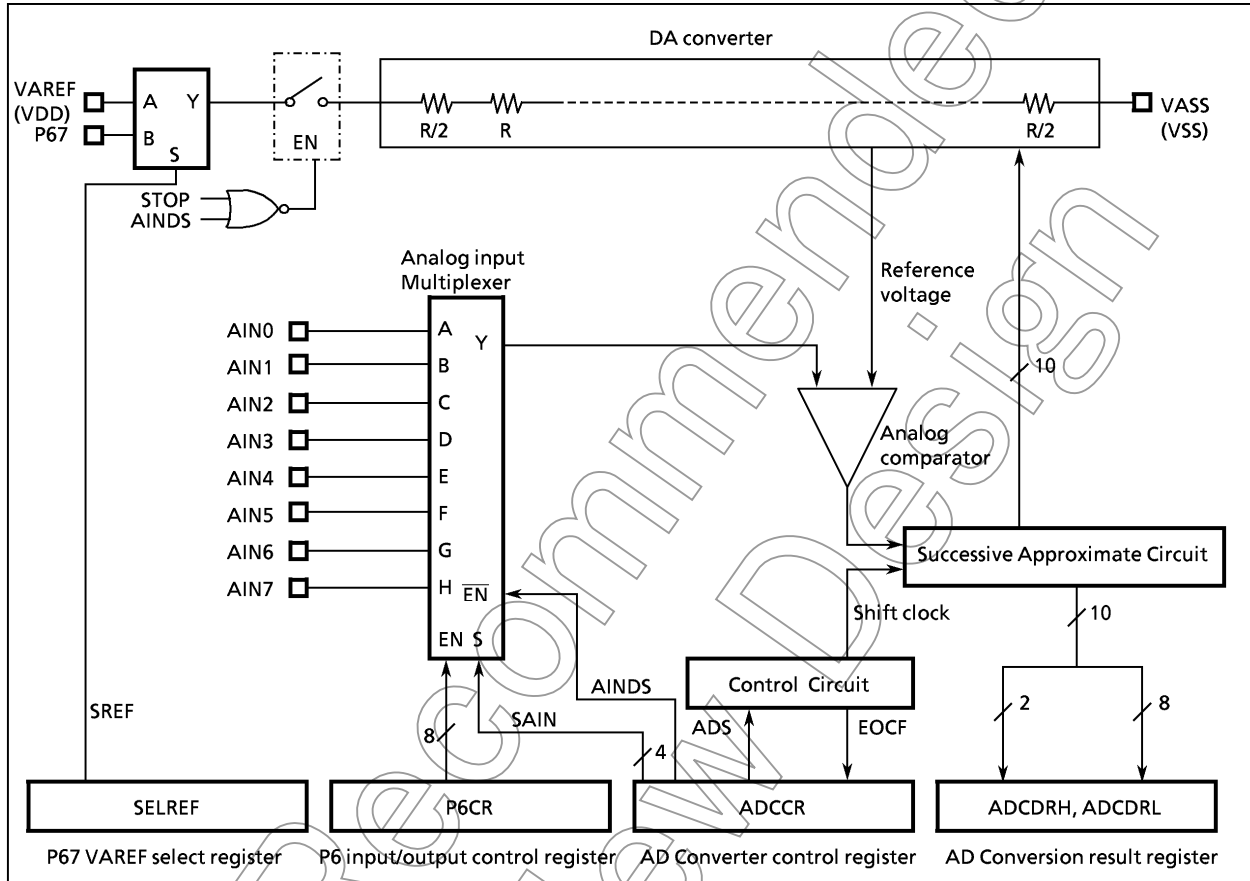 DA converter
VAREF
(VDD)
P67
A Y
B
S
EN
R/2
R
R/2
VASS
(VSS)
STOP
AINDS
Analog input
Multiplexer
AIN0
AIN1
AIN2
AIN3
AIN4
AIN5
AIN6
AIN7
A
B
C
D
E
F
G
H
Y
EN
EN S
Reference
voltage
10
Analog
comparator
Successive Approximate Circuit
Shift clock
10
Control Circuit
AINDS
SREF
SAIN
ADS
EOCF
8
4
2
8
SELREF
P6CR
ADCCR
ADCDRH, ADCDRL
P67 VAREF select register
P6 input/output control register
AD Converter control register
AD Conversion result register
Recommended
New Design